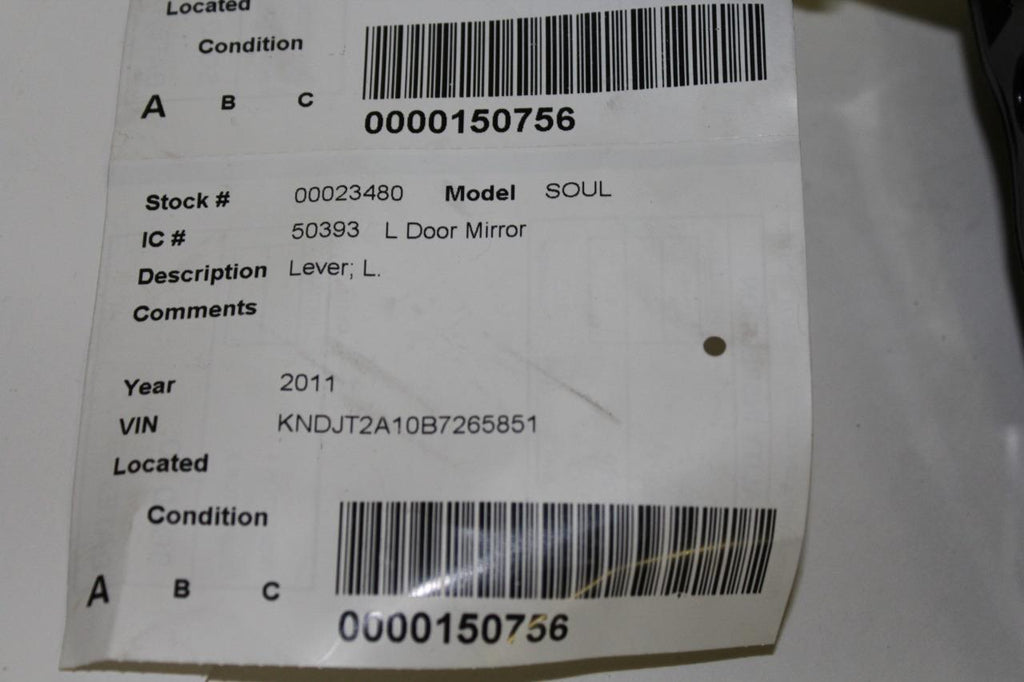 Located
Condition
A B C
0000150756
Stock # 00023480 Model SOUL
IC # 50393 L Door Mirror
Description Lever; L.
Comments
Year 2011
VIN KNDJT2A10B7265851
Located
Condition
A B C
0000150756